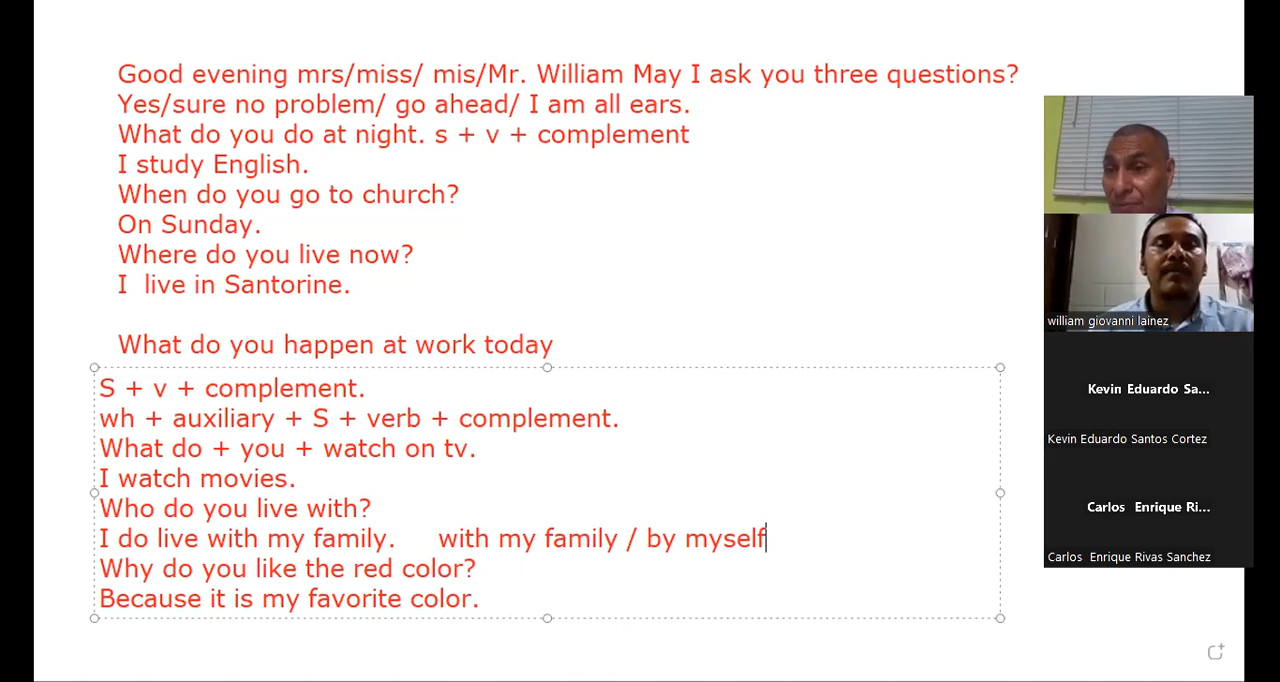 Good evening mrs/miss/ mis/Mr. William May I ask you three questions?
Yes/sure no problem/ go ahead/ I am all ears.
What do you do at night. s + v + complement
I study English.
When do you go to church?
On Sunday.
Where do you live now?
I  live in Santorine.
What do you happen at work today
S + v + complement.
wh + auxiliary + S + verb + complement.
What do + you + watch on tv.
I watch movies.
Who do you live with?
I do live with my family.     with my family / by myself
Why do you like the red color?
Because it is my favorite color.
william giovanni lainez
Kevin Eduardo Sa...
Kevin Eduardo Santos Cortez
Carlos  Enrique Ri...
Carlos  Enrique Rivas Sanchez